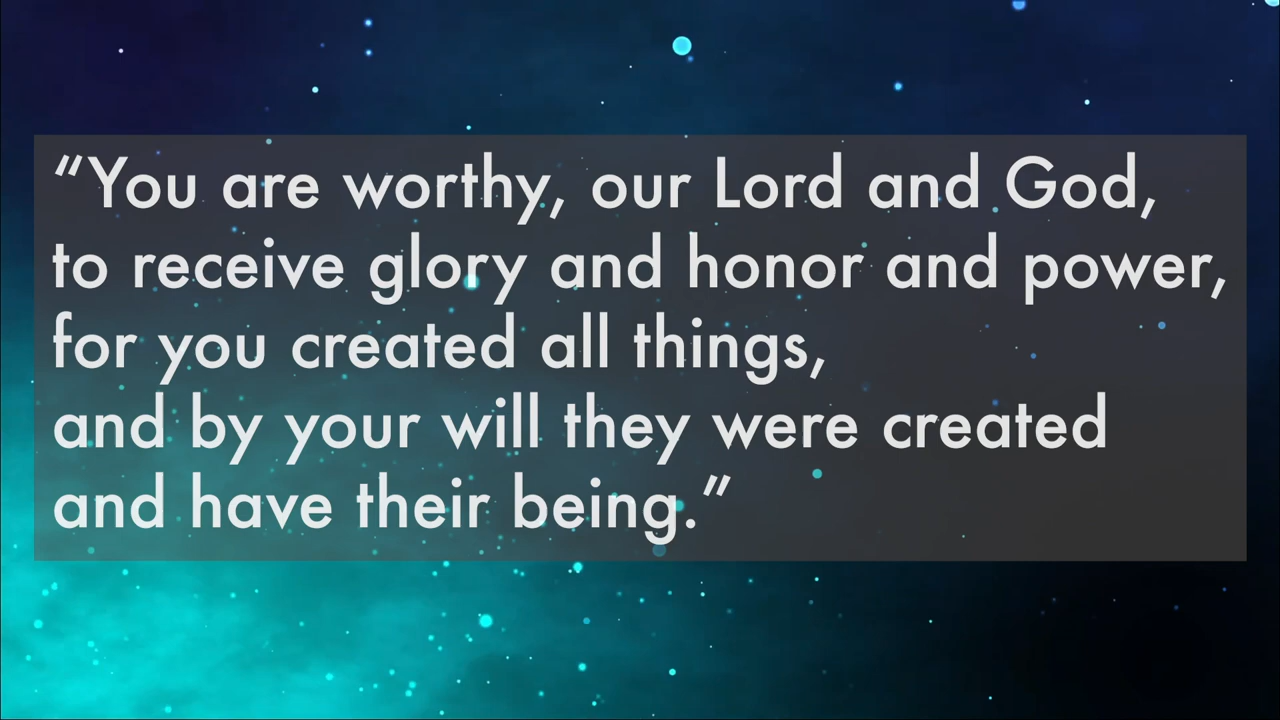 “You are worthy, our Lord and God,
to receive glory and honor and power,
for you created all things,
and by your will they were created
and have their being.”